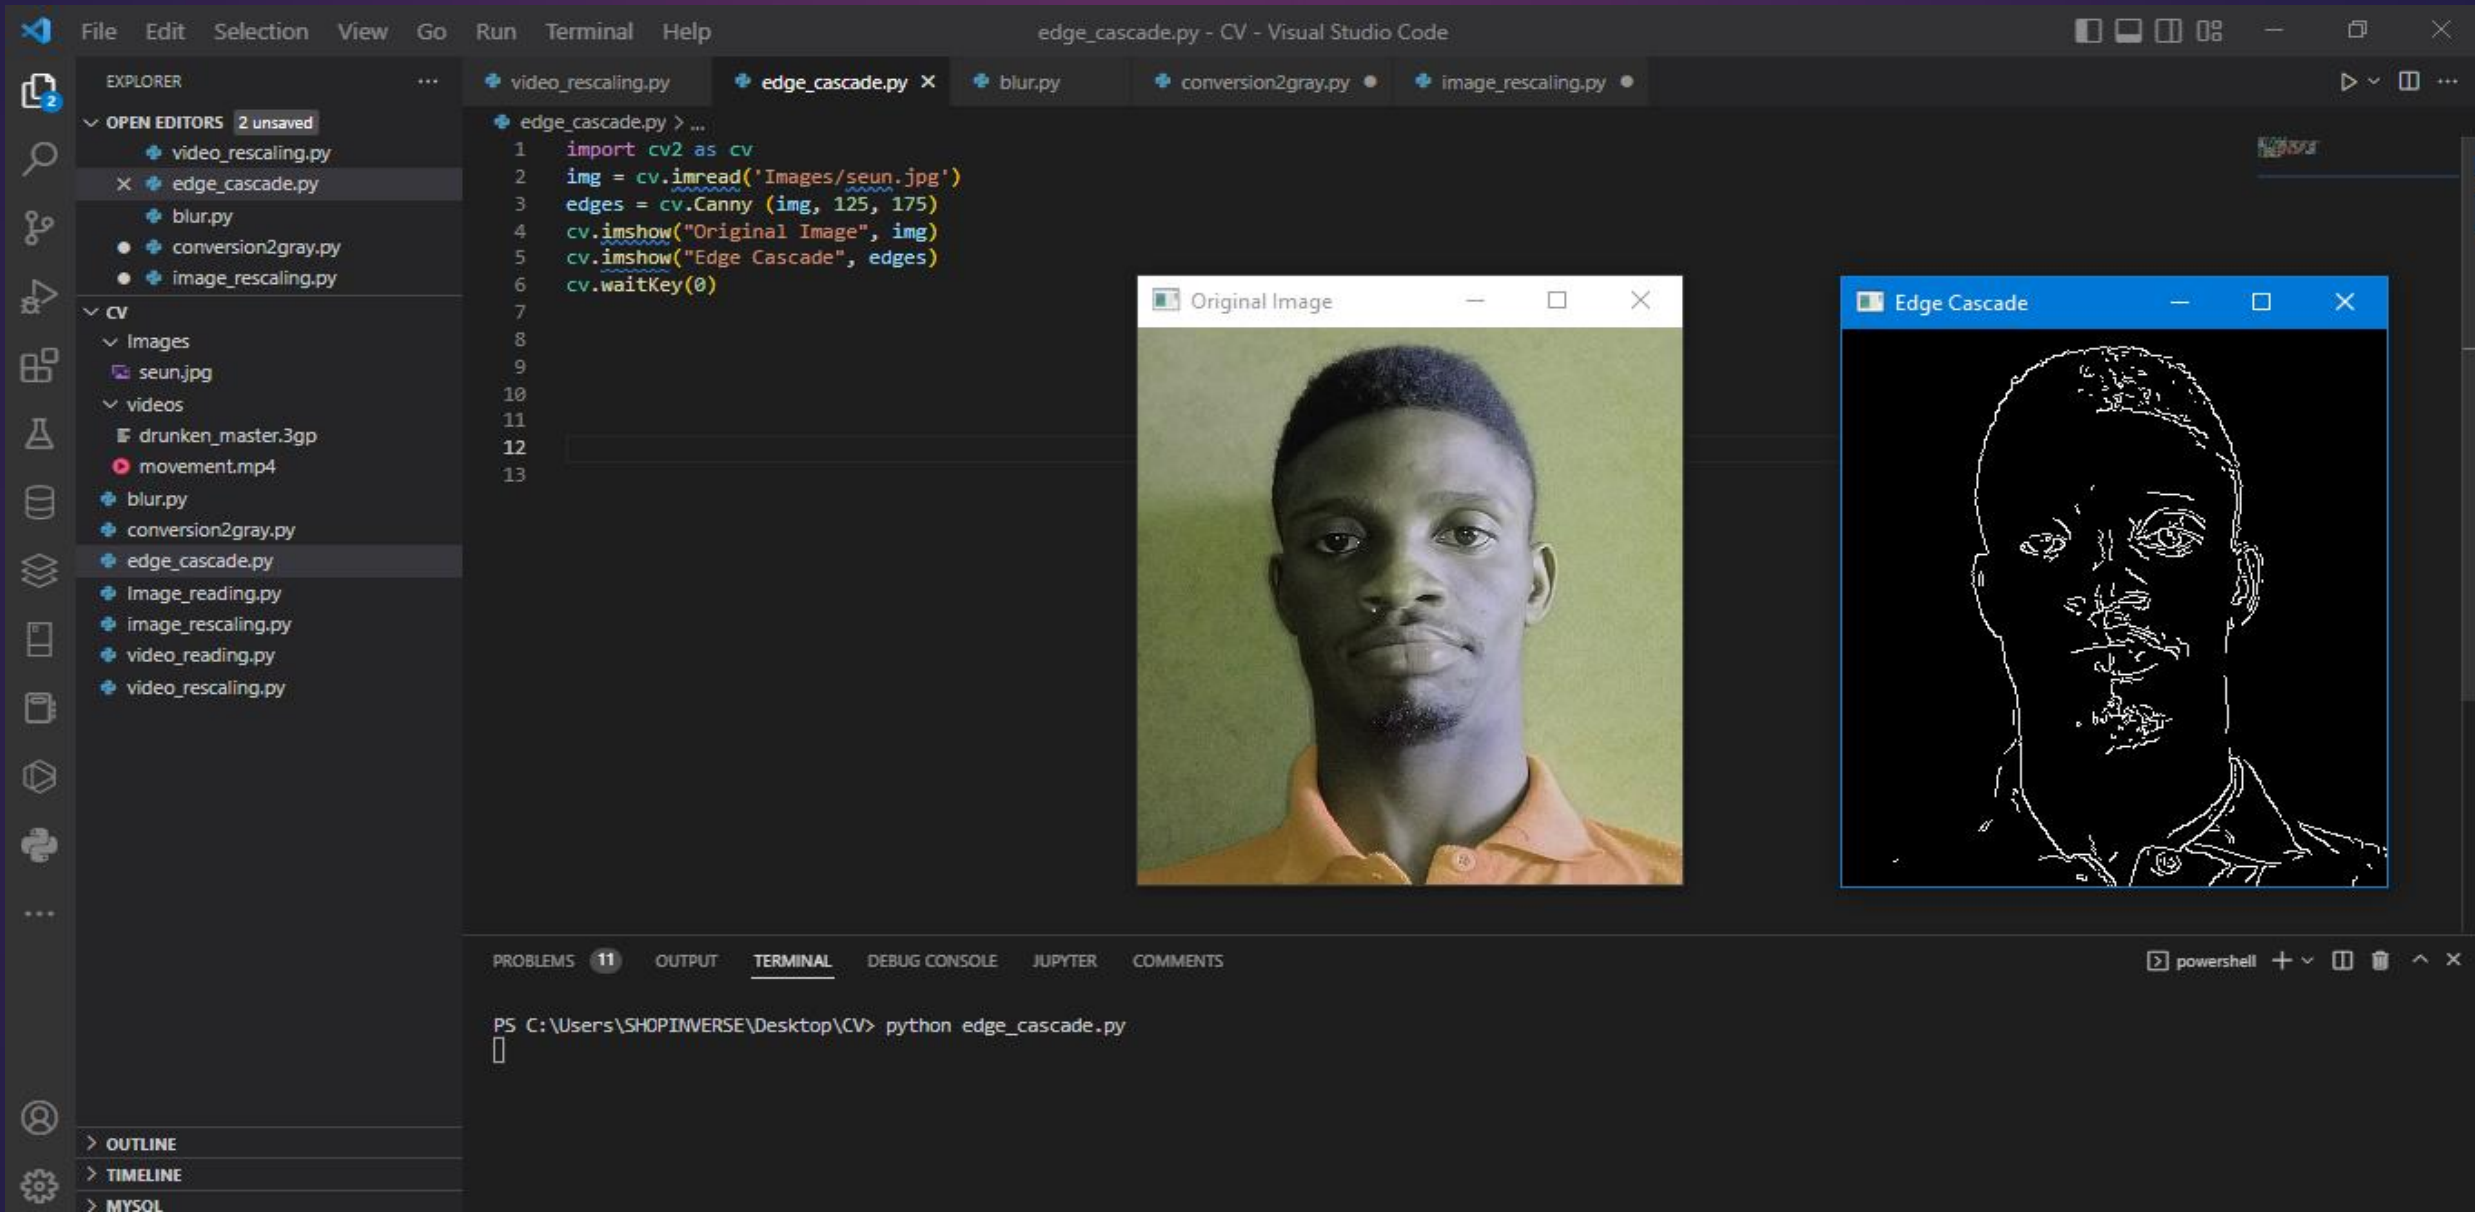 File Edit Selection View Go Run Terminal Help
edge_cascade.py - CV - Visual Studio Code
EXPLORER
2
OPEN EDITORS 2 unsaved
video_rescaling.py
edge_cascade.py
blur.py
conversion2gray.py
image_rescaling.py
CV
Images
seun.jpg
videos
drunken_master.3gp
movement.mp4
blur.py
conversion2gray.py
edge_cascade.py
Image_reading.py
image_rescaling.py
video_reading.py
video_rescaling.py
OUTLINE
TIMELINE
MYSQL
video_rescaling.py edge_cascade.py blur.py conversion2gray.py image_rescaling.py
edge_cascade.py > ...
1 import cv2 as cv
2 img = cv.imread('Images/seun.jpg')
3 edges = cv.Canny (img, 125, 175)
4 cv.imshow("Original Image", img)
5 cv.imshow("Edge Cascade", edges)
6 cv.waitKey(0)
7
8
9
10
11
12
13
Original Image
Edge Cascade
PROBLEMS 11 OUTPUT TERMINAL DEBUG CONSOLE JUPYTER COMMENTS
powershell
PS C:\Users\SHOPINVERSE\Desktop\CV> python edge_cascade.py